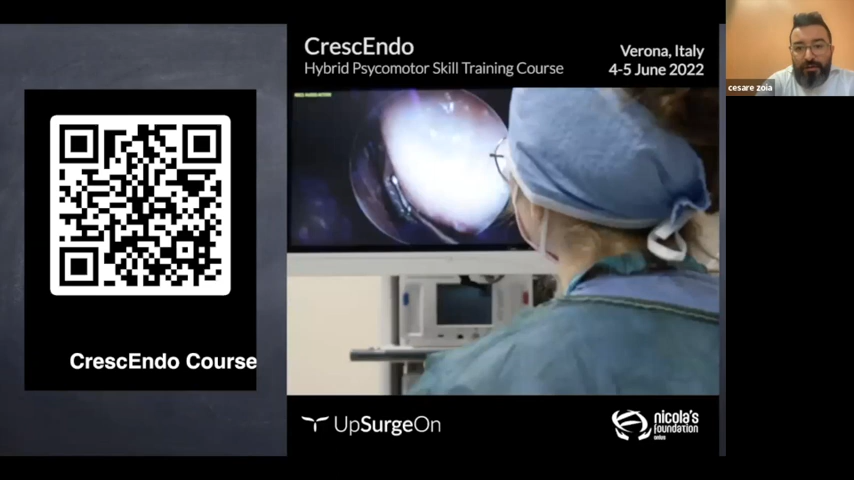 CrescEndo
Hybrid Psycomotor Skill Training Course
Verona, Italy
4-5 June 2022
cesare zoia
CrescEndo Course
UpSurgeOn
nicola's
foundation
onlus